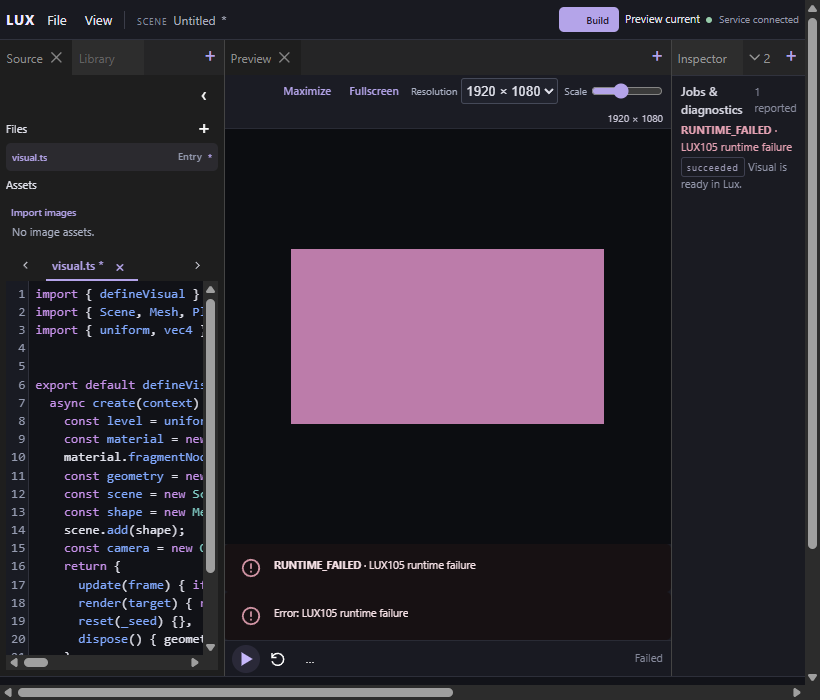 LUX File View SCENE Untitled * Build Preview current Service connected
Source Library
Preview
Inspector 2
Maximize Fullscreen Resolution 1920 × 1080 Scale
1920 × 1080
Files
visual.ts Entry *
Assets
Import images
No image assets.
visual.ts *
1 import { defineVisual }
2 import { Scene, Mesh, Pl
3 import { uniform, vec4 }
4
5
6 export default defineVis
7 async create(context)
8 const level = unifor
9 const material = new
10 material.fragmentNod
11 const geometry = new
12 const scene = new Sc
13 const shape = new Me
14 scene.add(shape);
15 const camera = new O
16 return {
17 update(frame) { if
18 render(target) { r
19 reset(_seed) {},
20 dispose() { geomet
RUNTIME_FAILED · LUX105 runtime failure
Error: LUX105 runtime failure
... Failed
Jobs & diagnostics
1 reported
RUNTIME_FAILED ·
LUX105 runtime failure
succeeded Visual is
ready in Lux.